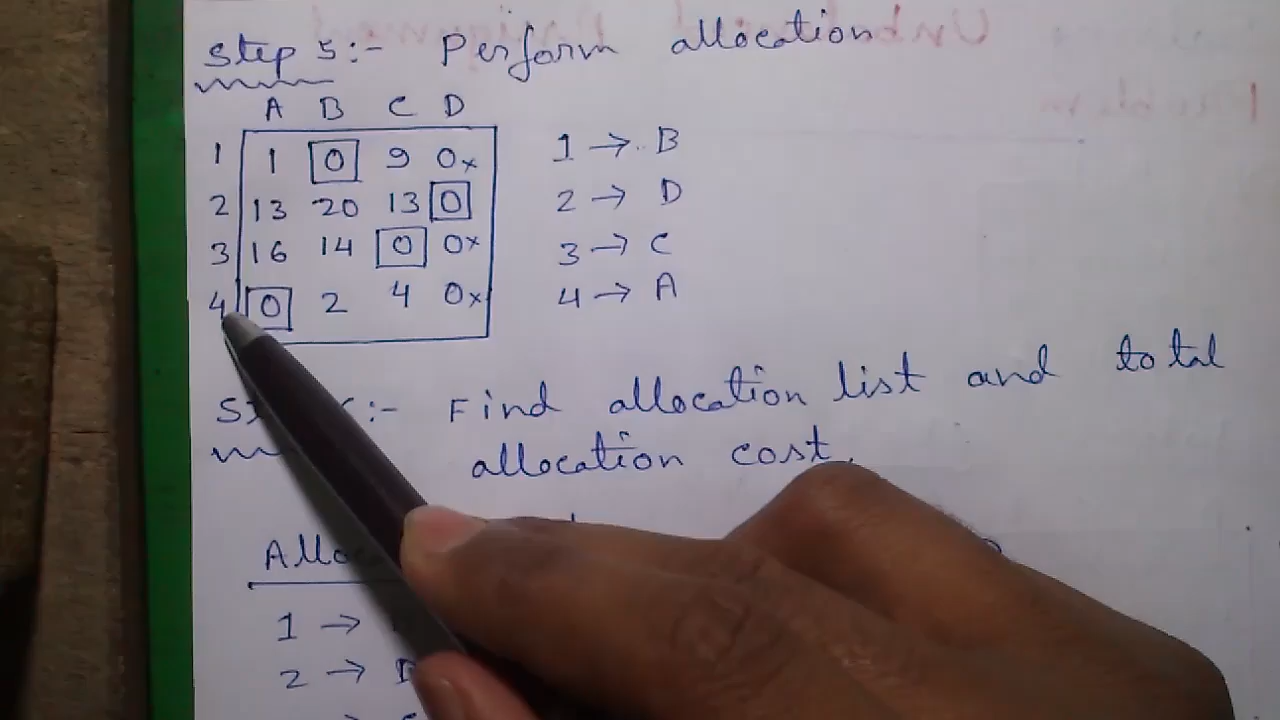 Step 5:- Perform allocation
A B C D
1 1 0 9 0x 1 → B
2 13 20 13 0 2 → D
3 16 14 0 0x 3 → C
4 0 2 4 0x 4 → A
:- Find allocation list and total
allocation cost.
1 →
2 → D